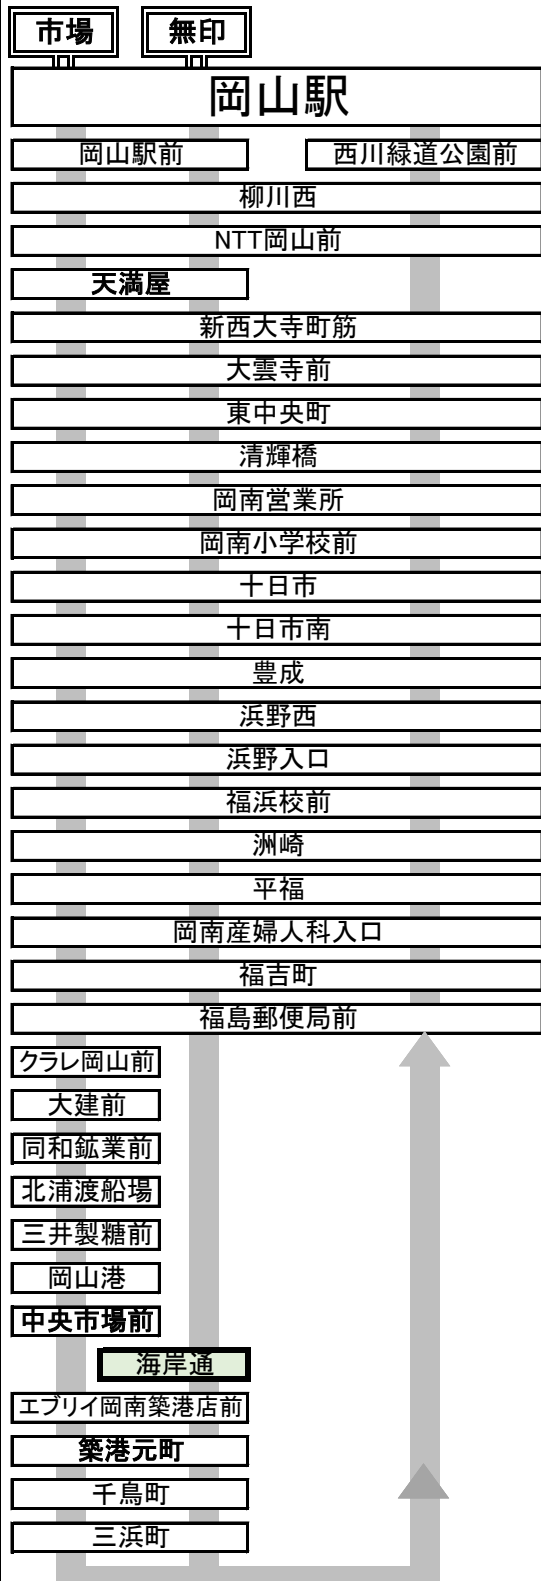 市場 無印
岡山駅
岡山駅前 西川緑道公園前
柳川西
NTT岡山前
天満屋
新西大寺町筋
大雲寺前
東中央町
清輝橋
岡南営業所
岡南小学校前
十日市
十日市南
豊成
浜野西
浜野入口
福浜校前
洲崎
平福
岡南産婦人科入口
福吉町
福島郵便局前
クラレ岡山前
大建前
同和鉱業前
北浦渡船場
三井製糖前
岡山港
中央市場前
海岸通
エブリイ岡南築港店前
築港元町
千鳥町
三浜町